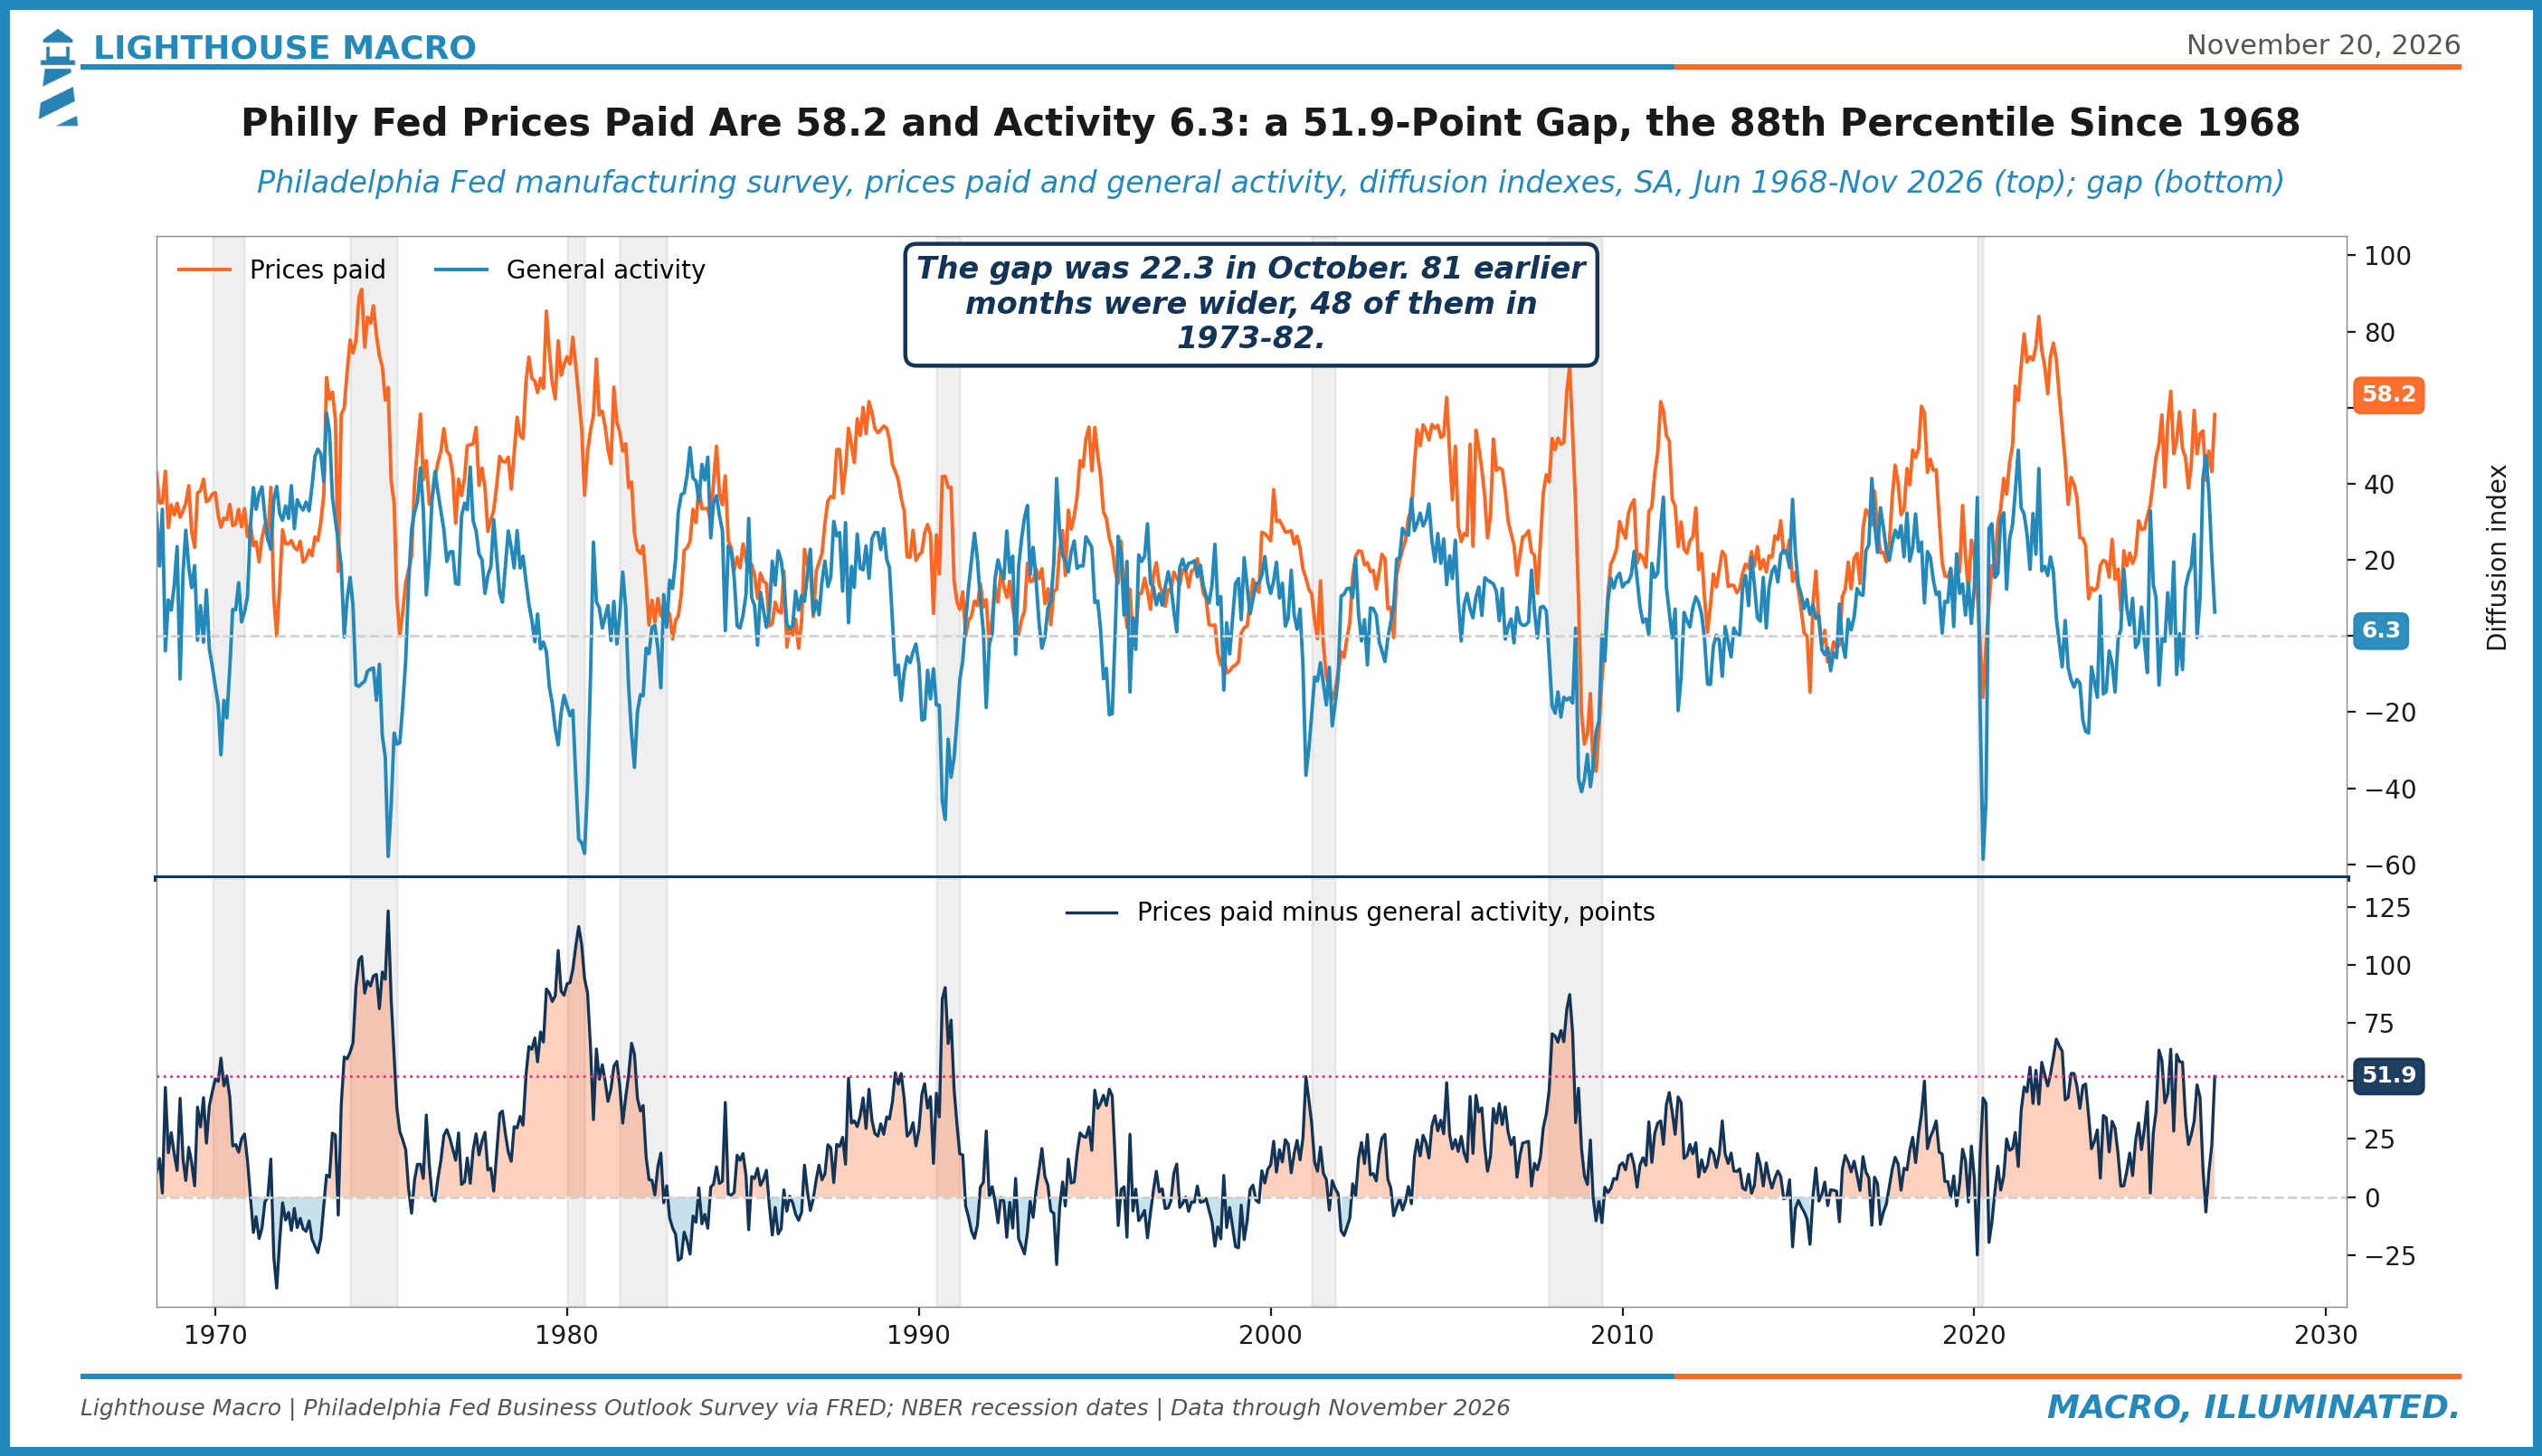 LIGHTHOUSE MACRO
November 20, 2026
Philly Fed Prices Paid Are 58.2 and Activity 6.3: a 51.9-Point Gap, the 88th Percentile Since 1968
Philadelphia Fed manufacturing survey, prices paid and general activity, diffusion indexes, SA, Jun 1968-Nov 2026 (top); gap (bottom)
Prices paid
General activity
The gap was 22.3 in October. 81 earlier
months were wider, 48 of them in
1973-82.
100
80
58.2
40
20
6.3
−20
−40
−60
Diffusion index
Prices paid minus general activity, points
125
100
75
51.9
25
0
−25
1970
1980
1990
2000
2010
2020
2030
Lighthouse Macro | Philadelphia Fed Business Outlook Survey via FRED; NBER recession dates | Data through November 2026
MACRO, ILLUMINATED.